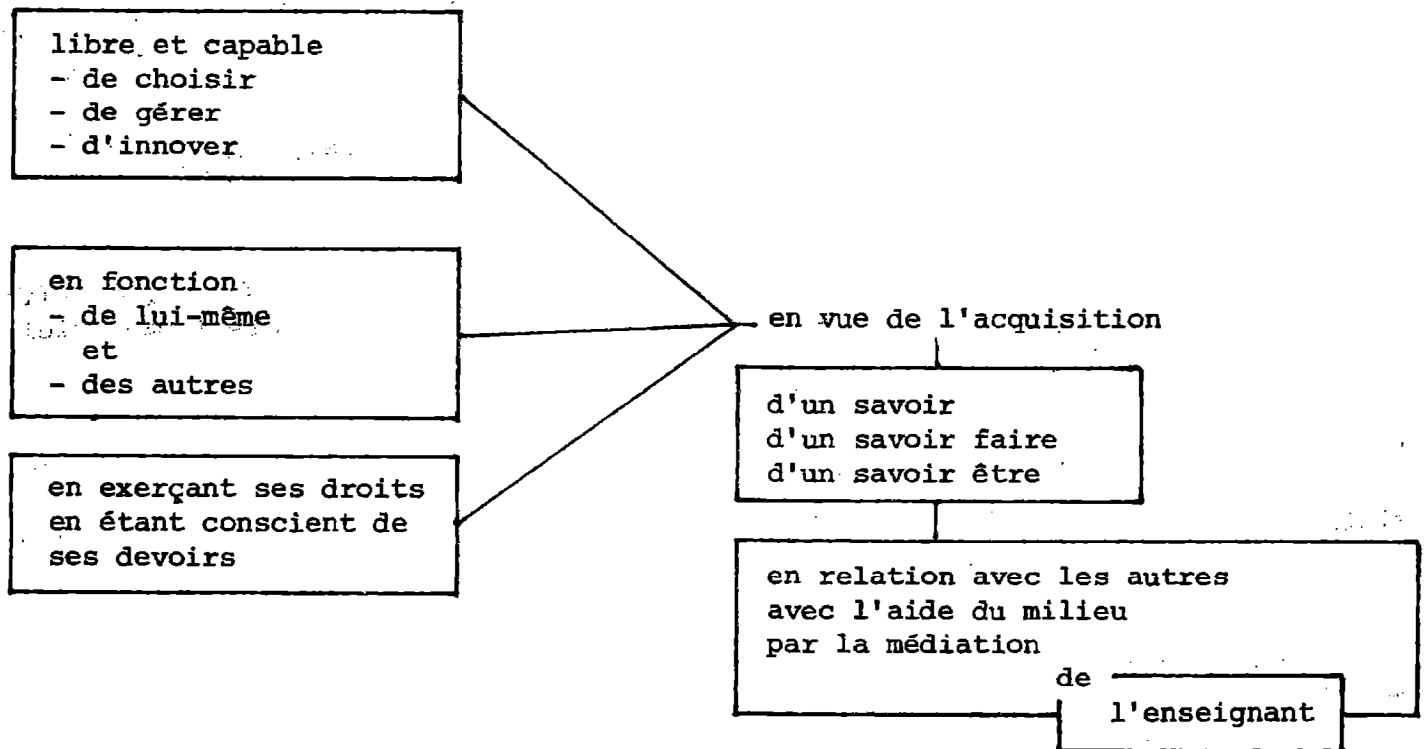 libre et capable
- de choisir
- de gérer
- d'innover
en fonction
- de lui-même
et
- des autres
en exerçant ses droits
en étant conscient de
ses devoirs
en vue de l'acquisition
d'un savoir
d'un savoir faire
d'un savoir être
en relation avec les autres
avec l'aide du milieu
par la médiation
de
l'enseignant